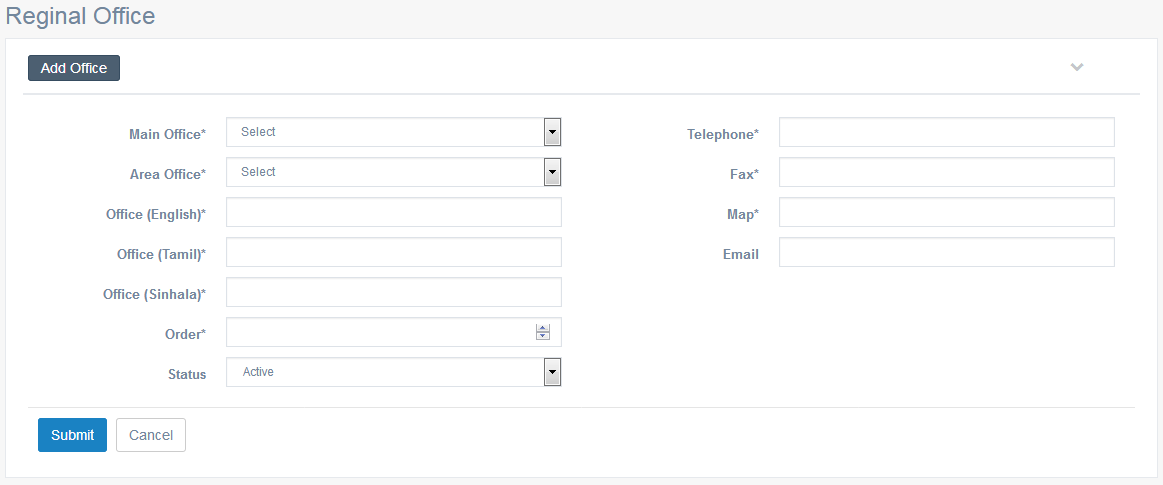 Reginal Office
Add Office
Main Office* Select
Area Office* Select
Office (English)*
Office (Tamil)*
Office (Sinhala)*
Order*
Status Active
Telephone*
Fax*
Map*
Email
Submit Cancel